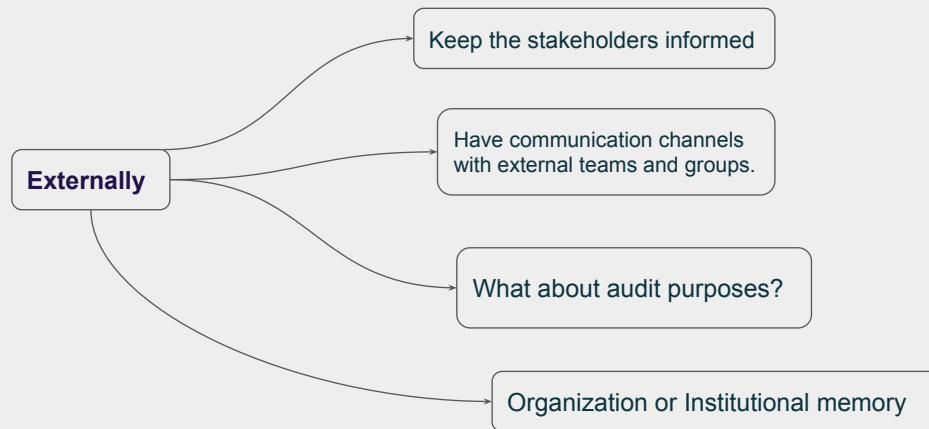 Keep the stakeholders informed
Have communication channels
with external teams and groups.
Externally
What about audit purposes?
Organization or Institutional memory